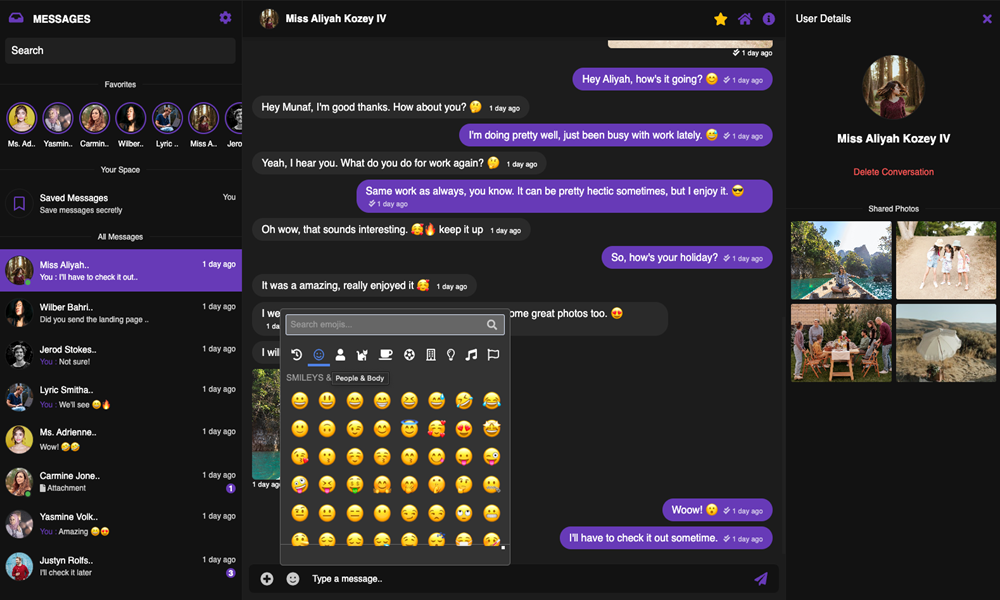 MESSAGES
Search
Favorites
Ms. Ad..
Yasmin..
Carmin..
Wilber..
Lyric ..
Miss A..
Jero
Your Space
Saved Messages
You
Save messages secretly
All Messages
Miss Aliyah..
1 day ago
You : I'll have to check it out..
Wilber Bahri..
1 day ago
Did you send the landing page ..
Jerod Stokes..
1 day ago
You : Not sure!
Lyric Smitha..
1 day ago
You : We'll see 😀🔥
Ms. Adrienne..
1 day ago
Wow! 🤣🤣
Carmine Jone..
1 day ago
Attachment
1
Yasmine Volk..
1 day ago
You : Amazing 😀😍
Justyn Rolfs..
1 day ago
I'll check it later
3
Miss Aliyah Kozey IV
1 day ago
Hey Aliyah, how's it going? 😊 1 day ago
Hey Munaf, I'm good thanks. How about you? 🤔 1 day ago
I'm doing pretty well, just been busy with work lately. 😅 1 day ago
Yeah, I hear you. What do you do for work again? 🤔 1 day ago
Same work as always, you know. It can be pretty hectic sometimes, but I enjoy it. 😎
1 day ago
Oh wow, that sounds interesting. 🥰🔥 keep it up 1 day ago
So, how's your holiday? 1 day ago
It was a amazing, really enjoyed it 🥰 1 day ago
I we
ome great photos too. 😍
1 da
I will
Search emojis...
SMILEYS &
People & Body
1 day ago
Woow! 😯 1 day ago
I'll have to check it out sometime. 1 day ago
Type a message..
User Details
Miss Aliyah Kozey IV
Delete Conversation
Shared Photos